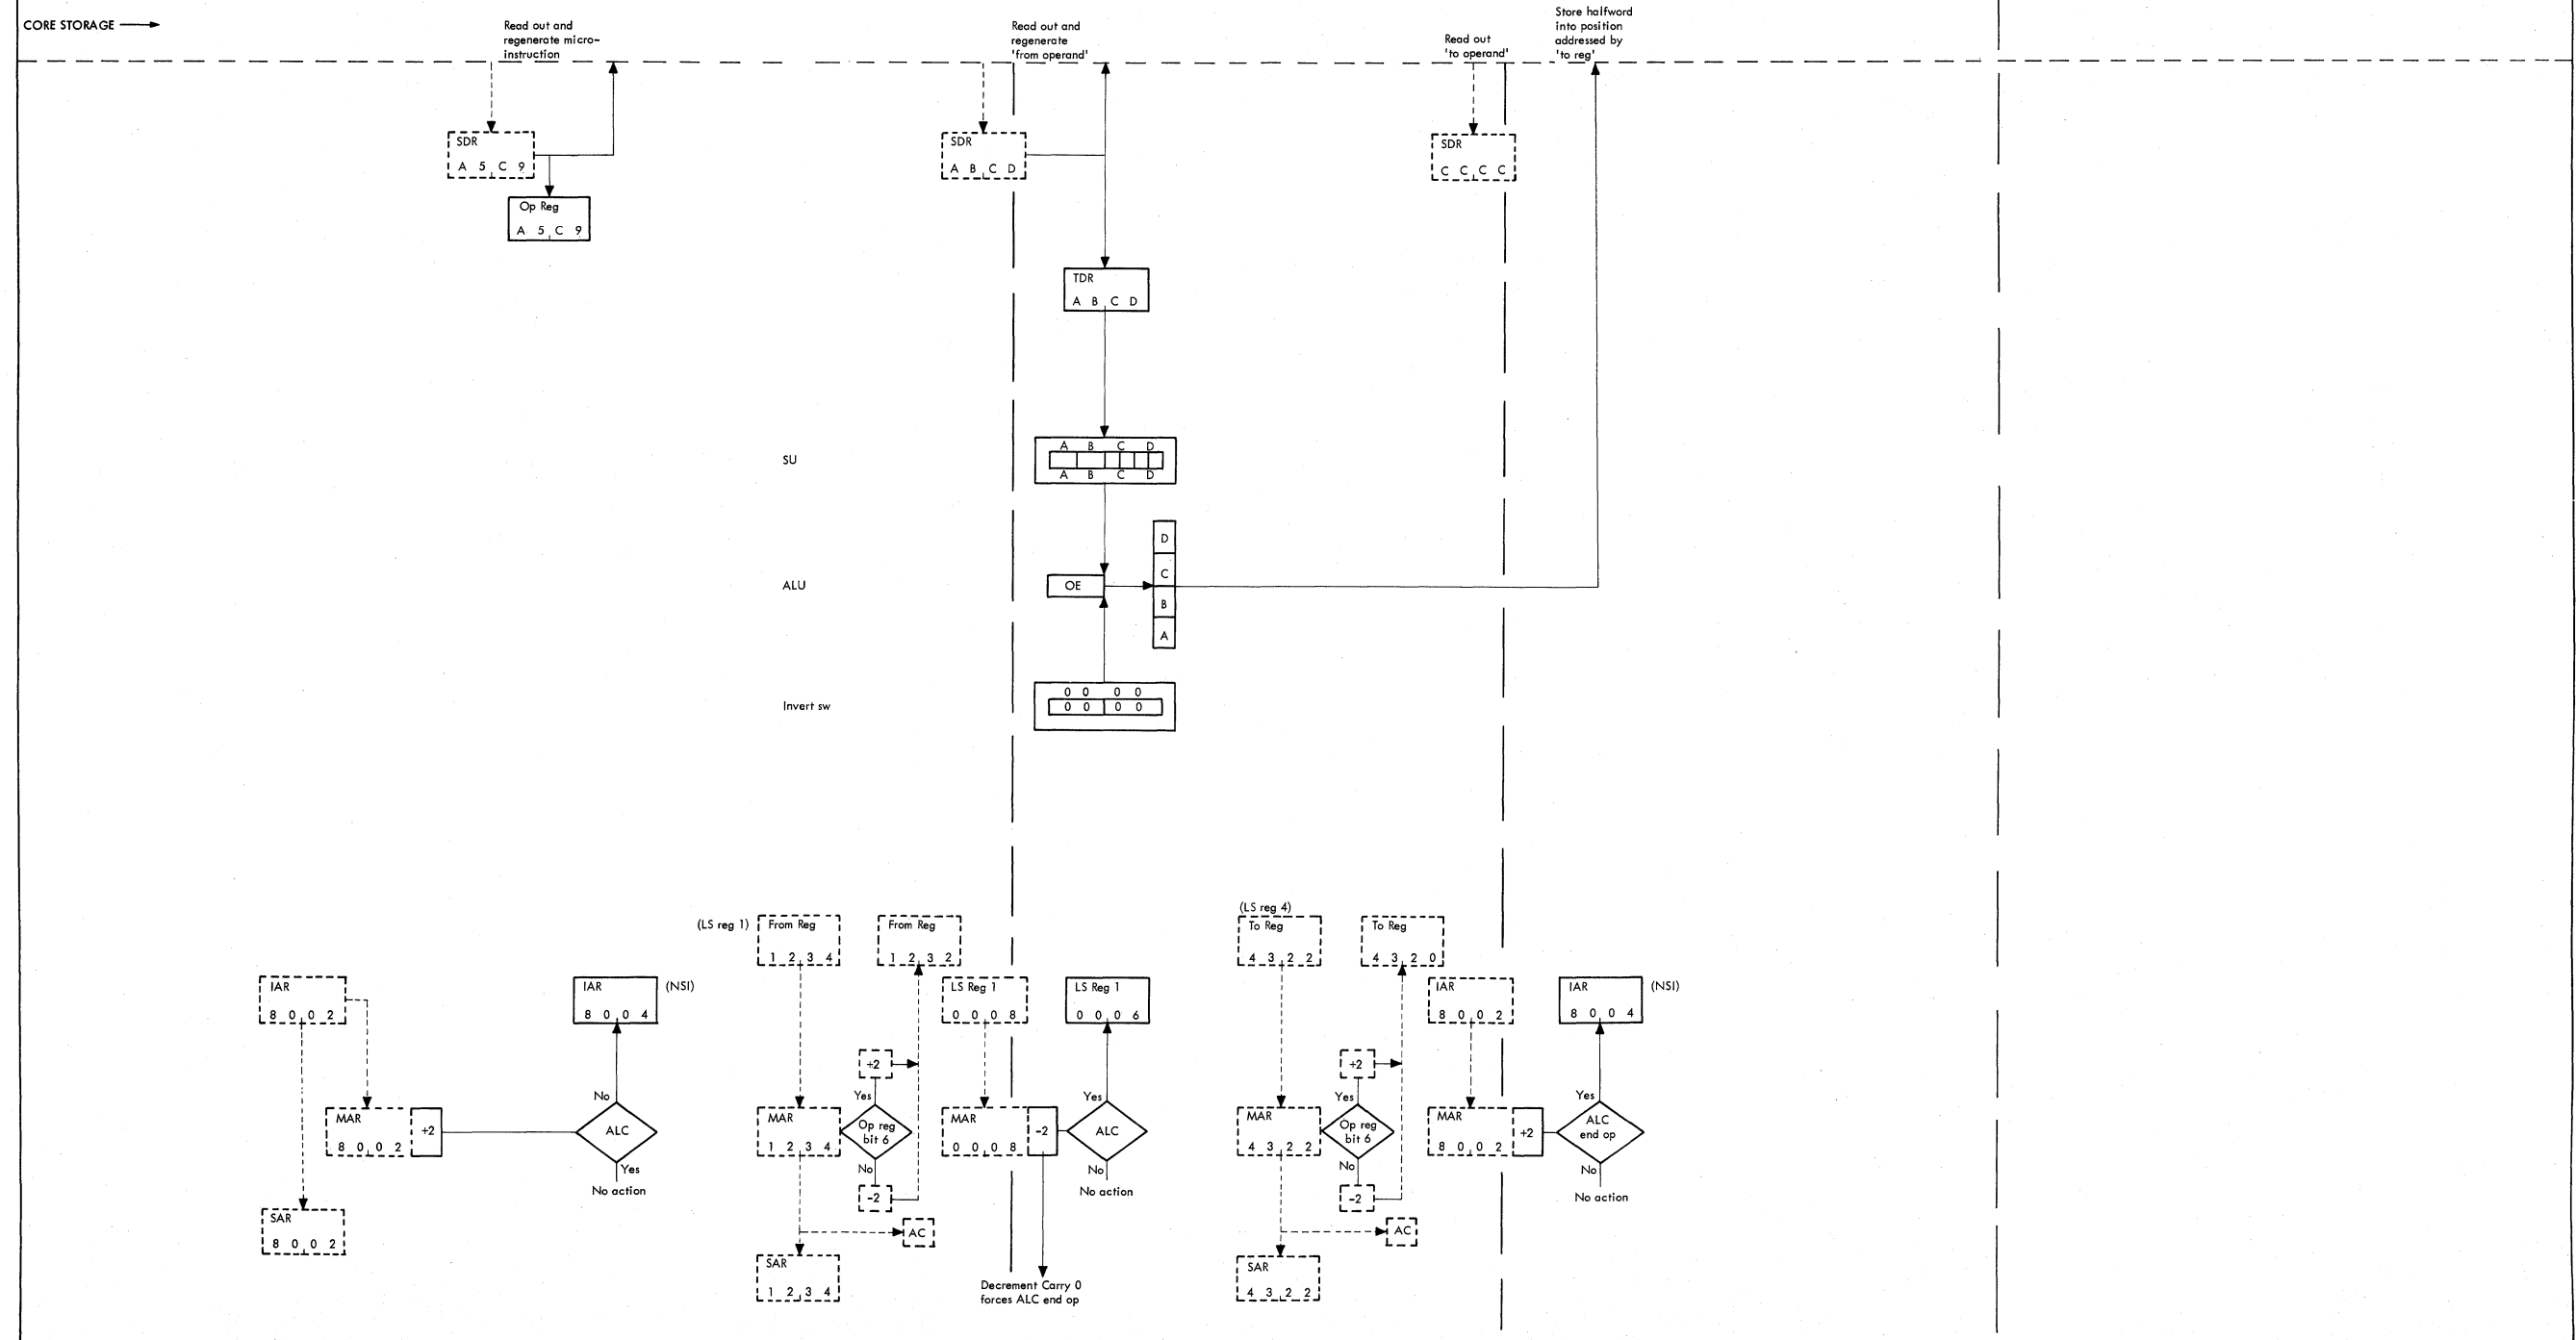 CORE STORAGE
Read out and
regenerate micro-
instruction
Read out and
regenerate
'from operand'
Read out
'to operand'
Store halfword
into position
addressed by
'to reg'
SDR
A 5 C 9
Op Reg
A 5 C 9
SDR
A B C D
SDR
C C C C
TDR
A B C D
SU
A B C D
A B C D
ALU
OE
D
C
B
A
Invert sw
0 0 0 0
0 0 0 0
IAR
8 0 0 2
MAR
8 0 0 2
+2
SAR
8 0 0 2
IAR
8 0 0 4
(NSI)
No
ALC
Yes
No action
(LS reg 1)
From Reg
1 2 3 4
From Reg
1 2 3 2
MAR
1 2 3 4
+2
Yes
Op reg
bit 6
No
-2
AC
SAR
1 2 3 4
LS Reg 1
0 0 0 8
MAR
0 0 0 8
-2
LS Reg 1
0 0 0 6
Yes
ALC
No
No action
Decrement Carry 0
forces ALC end op
(LS reg 4)
To Reg
4 3 2 2
To Reg
4 3 2 0
MAR
4 3 2 2
+2
Yes
Op reg
bit 6
No
-2
AC
SAR
4 3 2 2
IAR
8 0 0 2
MAR
8 0 0 2
+2
IAR
8 0 0 4
(NSI)
Yes
ALC
end op
No
No action